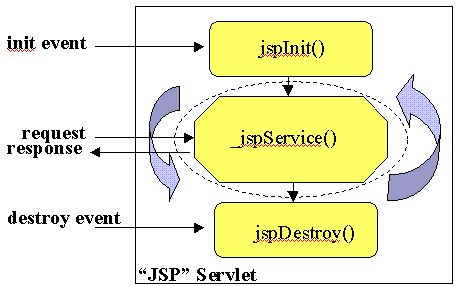 init event
jspInit()
request
_jspService()
response
destroy event
jspDestroy()
“JSP” Servlet